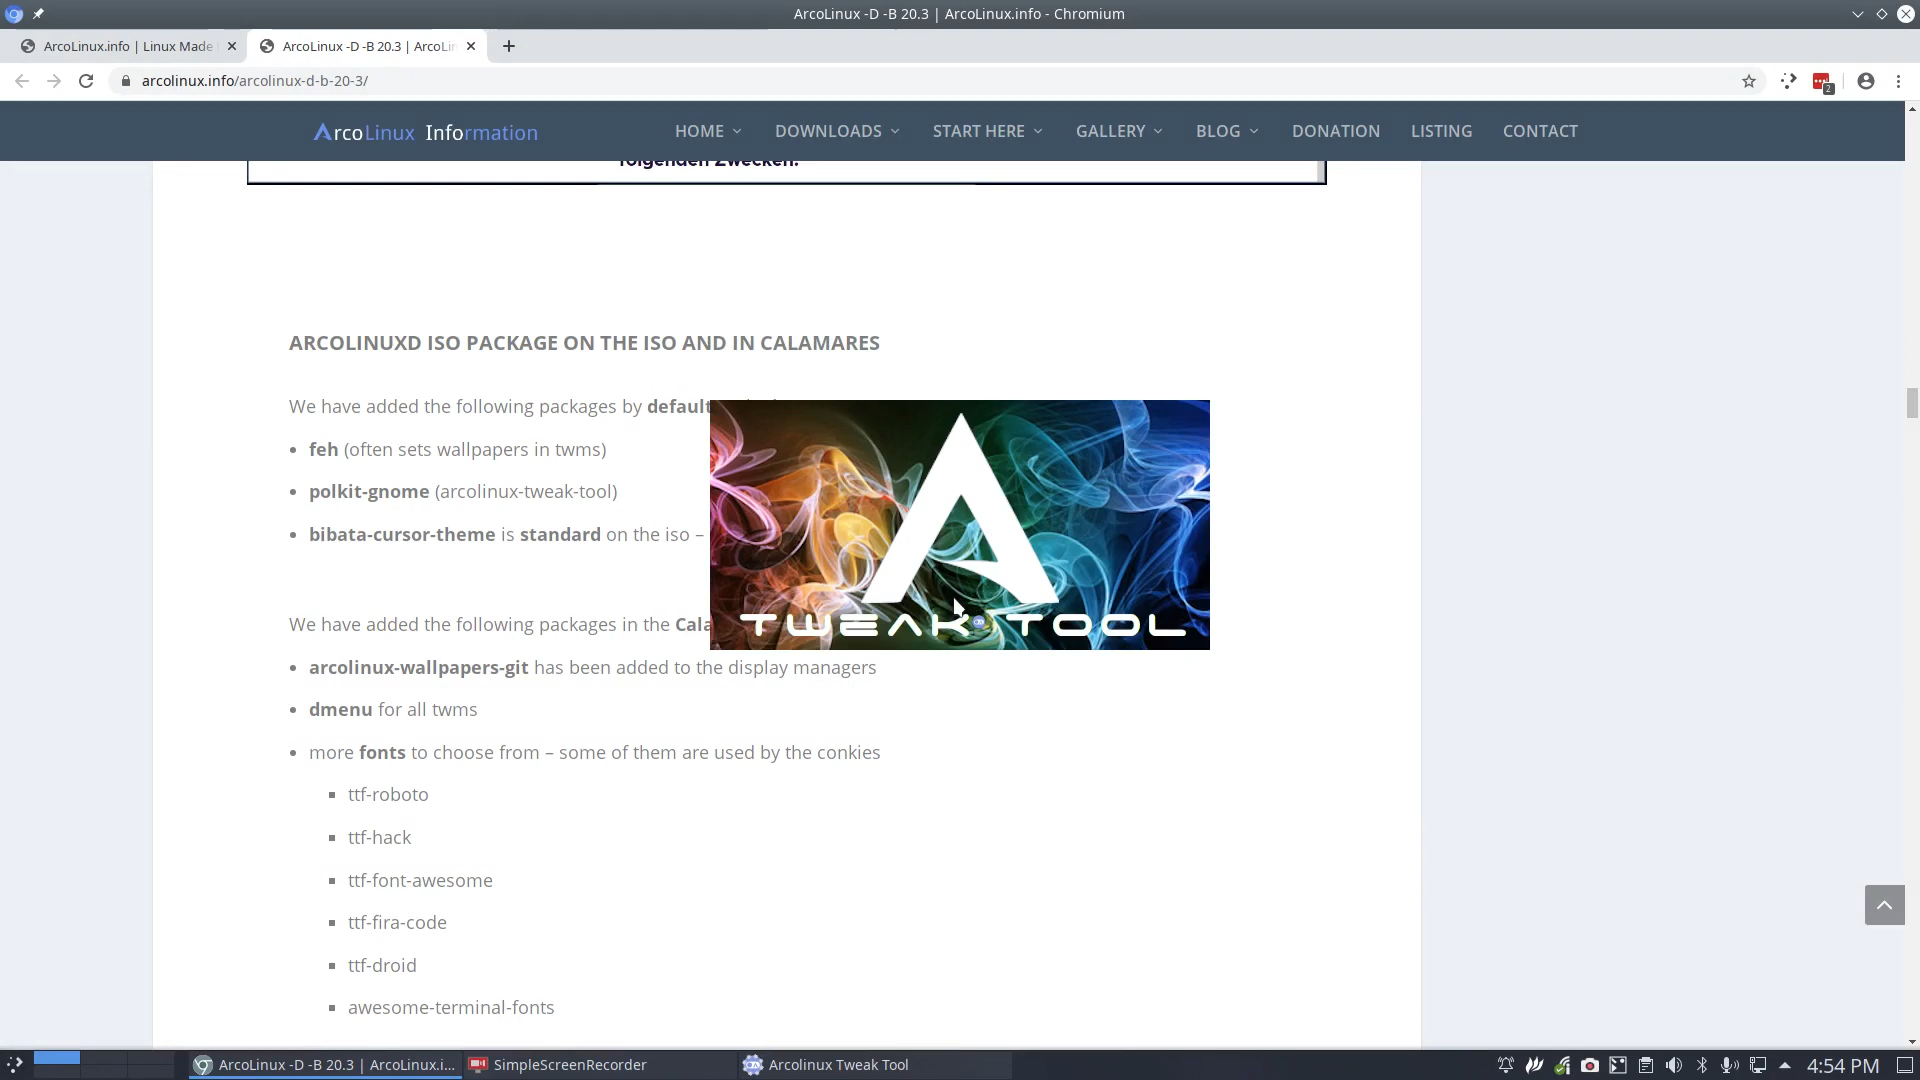 ArcoLinux -D -B 20.3 | ArcoLinux.info - Chromium
ArcoLinux.info | Linux Made
ArcoLinux -D -B 20.3 | ArcoLin
arcolinux.info/arcolinux-d-b-20-3/
2
ArcoLinux Information
HOME
DOWNLOADS
START HERE
GALLERY
BLOG
DONATION
LISTING
CONTACT
folgenden Zwecken:
ARCOLINUXD ISO PACKAGE ON THE ISO AND IN CALAMARES
We have added the following packages by default
• feh (often sets wallpapers in twms)
• polkit-gnome (arcolinux-tweak-tool)
• bibata-cursor-theme is standard on the iso –
TWEAK TOOL
We have added the following packages in the Cala
• arcolinux-wallpapers-git has been added to the display managers
• dmenu for all twms
• more fonts to choose from – some of them are used by the conkies
▪ ttf-roboto
▪ ttf-hack
▪ ttf-font-awesome
▪ ttf-fira-code
▪ ttf-droid
▪ awesome-terminal-fonts
ArcoLinux -D -B 20.3 | ArcoLinux.i...
SimpleScreenRecorder
Arcolinux Tweak Tool
4:54 PM